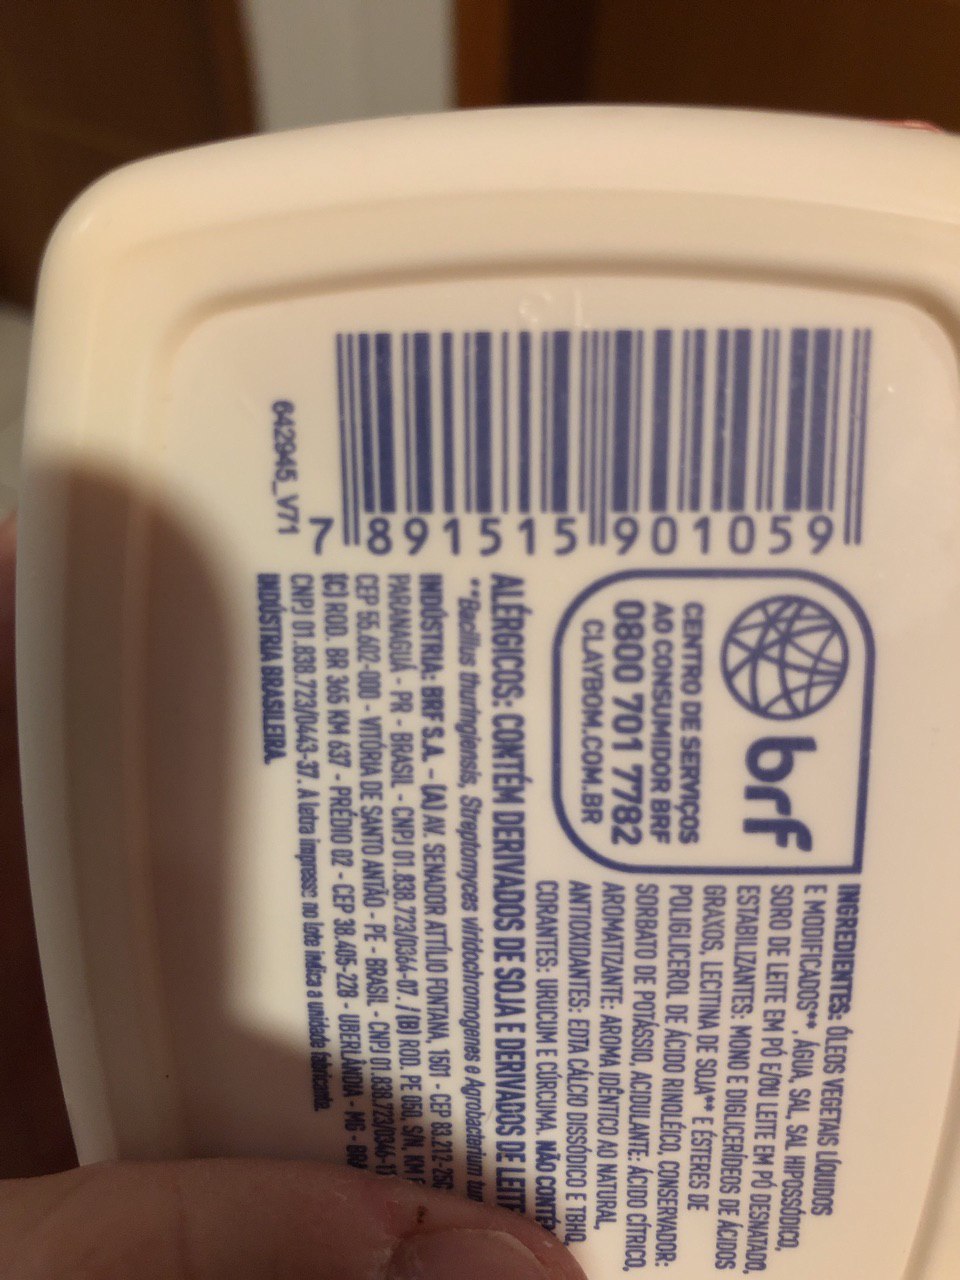 642945_V71
7 891515 901059
brf
CENTRO DE SERVIÇOS
AO CONSUMIDOR BRF
0800 701 7782
CLAYBOM.COM.BR
INGREDIENTES: ÓLEOS VEGETAIS LÍQUIDOS
E MODIFICADOS**, ÁGUA, SAL, SAL HIPOSSÓDICO,
SORO DE LEITE EM PÓ E/OU LEITE EM PÓ DESNATADO,
ESTABILIZANTES: MONO E DIGLICERÍDEOS DE ÁCIDOS
GRAXOS, LECITINA DE SOJA** E ÉSTERES DE
POLIGLICEROL DE ÁCIDO RICINOLÉICO, CONSERVADOR:
SORBATO DE POTÁSSIO, ACIDULANTE: ÁCIDO CÍTRICO,
AROMATIZANTE: AROMA IDÊNTICO AO NATURAL,
ANTIOXIDANTES: EDTA CÁLCIO DISSÓDICO E TBHQ,
CORANTES: URUCUM E CÚRCUMA. NÃO
ALÉRGICOS: CONTÉM DERIVADOS DE SOJA E DERIVADOS DE LEITE
**Bacillus thuringiensis, Streptomyces viridochromogenes e Agrobacterium
INDÚSTRIA: BRF S.A. - (A) AV. SENADOR ATTÍLIO FONTANA, 1501 - CEP 83.212-250
PARANAGUÁ - PR - BRASIL - CNPJ 01.838.723/0364-07. / (B) ROD. PE 050, S/N, KM
CEP 55.602-000 - VITÓRIA DE SANTO ANTÃO - PE - BRASIL - CNPJ 01.838.723/0346-1
(C) ROD. BR 365 KM 637 - PRÉDIO 02 - CEP 38.405-228 - UBERLÂNDIA - MG -
CNPJ 01.838.723/0443-37. A letra impressa no lote indica a unidade fabricante.
INDÚSTRIA BRASILEIRA.